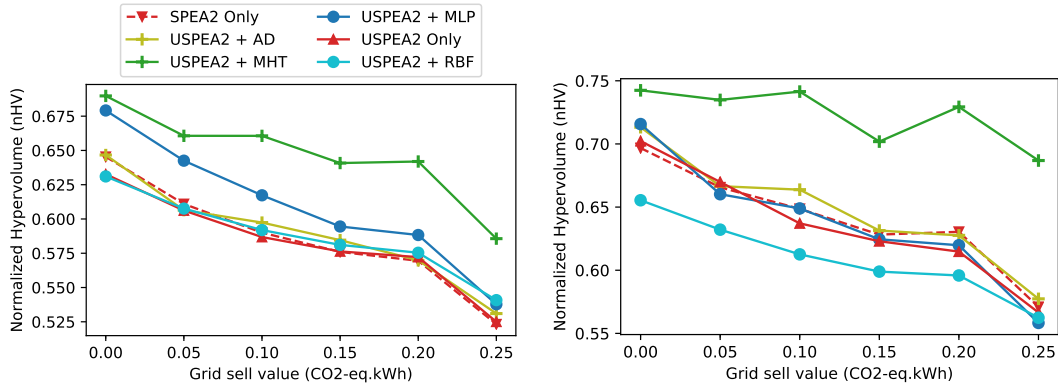 SPEA2 Only
USPEA2 + AD
USPEA2 + MHT
USPEA2 + MLP
USPEA2 Only
USPEA2 + RBF
Normalized Hypervolume (nHV)
0.675
0.650
0.625
0.600
0.575
0.550
0.525
0.00 0.05 0.10 0.15 0.20 0.25
Grid sell value (CO2-eq.kWh)
Normalized Hypervolume (nHV)
0.75
0.70
0.65
0.60
0.55
0.00 0.05 0.10 0.15 0.20 0.25
Grid sell value (CO2-eq.kWh)